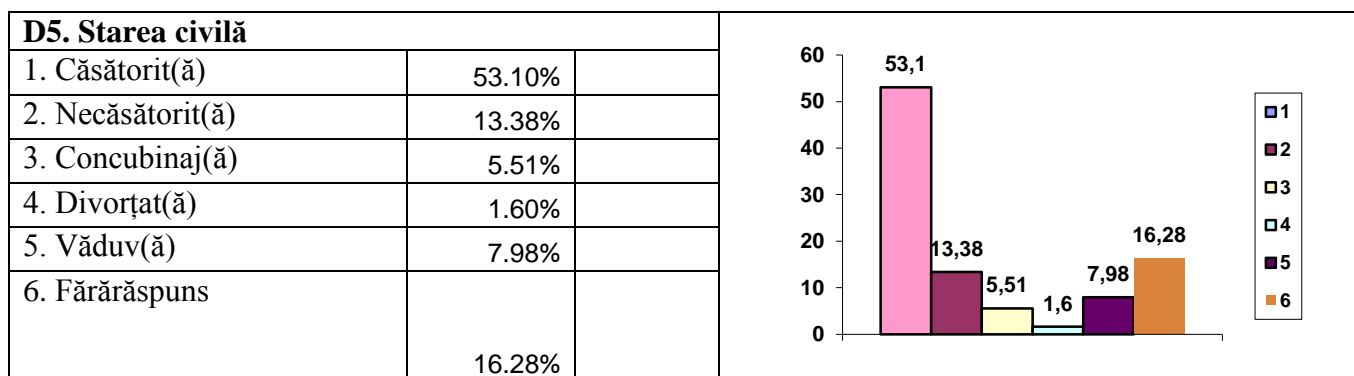 D5. Starea civilă
1. Căsătorit(ă) 53.10%
2. Necăsătorit(ă) 13.38%
3. Concubinaj(ă) 5.51%
4. Divorțat(ă) 1.60%
5. Văduv(ă) 7.98%
6. Fărărăspuns
16.28%
60
50
40
30
20
10
0
53,1
13,38
5,51
1,6
7,98
16,28
1
2
3
4
5
6